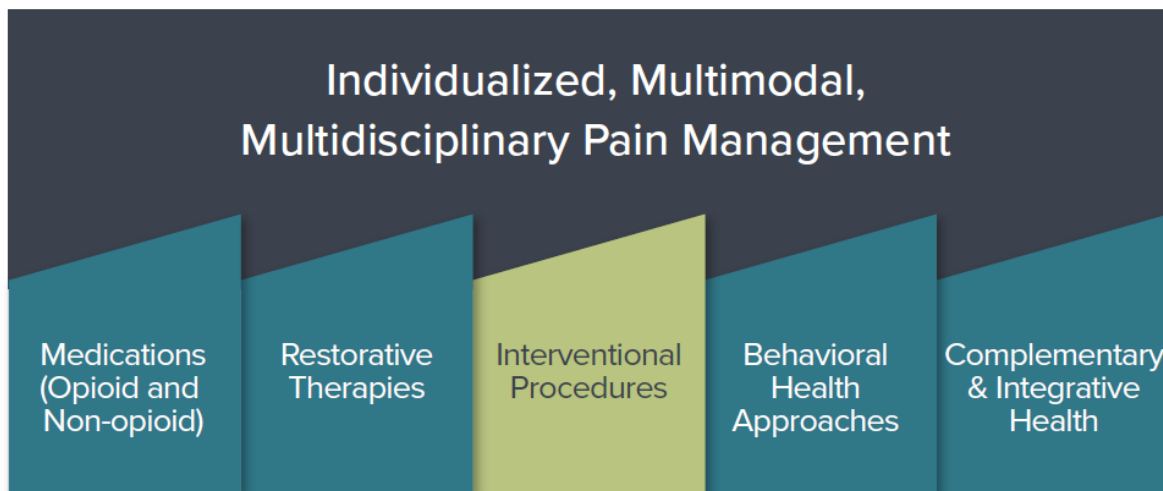 Individualized, Multimodal,
Multidisciplinary Pain Management
Medications
(Opioid and
Non-opioid)
Restorative
Therapies
Interventional
Procedures
Behavioral
Health
Approaches
Complementary
& Integrative
Health